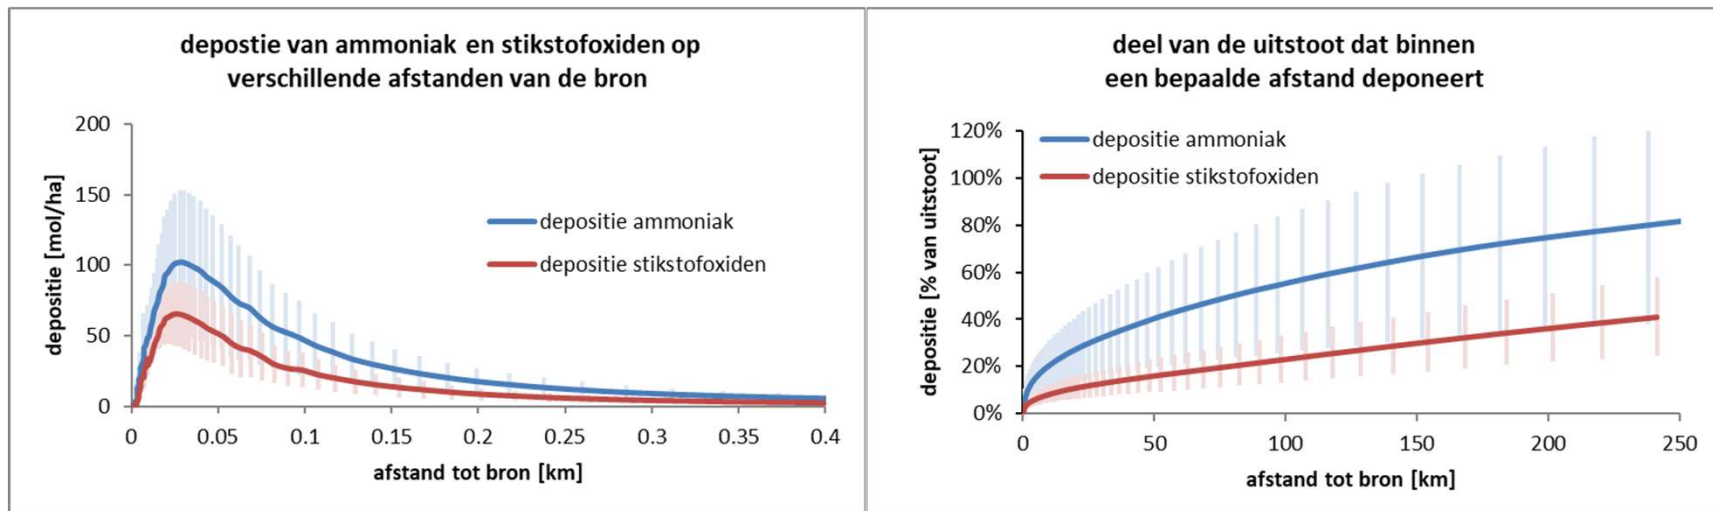 depostie van ammoniak en stikstofoxiden op
verschillende afstanden van de bron
depositie [mol/ha]
200
150
100
50
0
depositie ammoniak
depositie stikstofoxiden
0 0.05 0.1 0.15 0.2 0.25 0.3 0.35 0.4
afstand tot bron [km]
deel van de uitstoot dat binnen
een bepaalde afstand deponeert
depositie [% van uitstoot]
120%
100%
80%
60%
40%
20%
0%
depositie ammoniak
depositie stikstofoxiden
0 50 100 150 200 250
afstand tot bron [km]